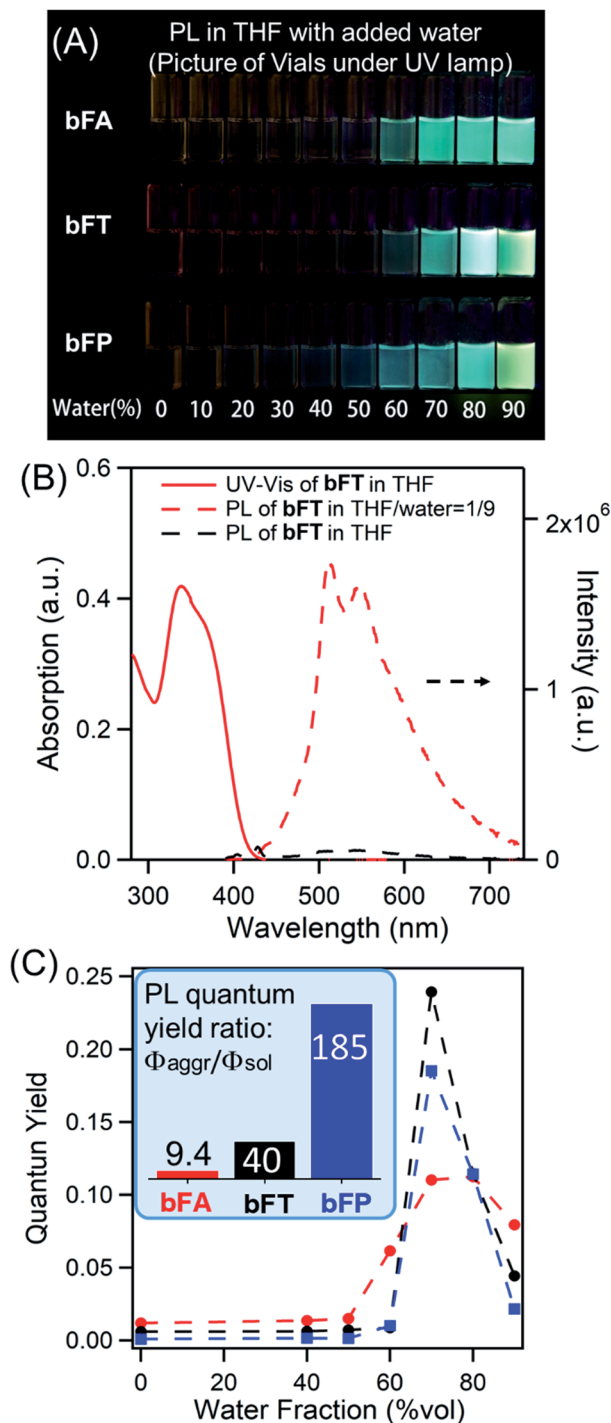 (A)
PL in THF with added water
(Picture of Vials under UV lamp)
bFA
bFT
bFP
Water(%) 0 10 20 30 40 50 60 70 80 90
(B)
UV-Vis of bFT in THF
PL of bFT in THF/water=1/9
PL of bFT in THF
Absorption (a.u.)
0.6
0.4
0.2
0.0
2x10⁶
1
0
Intensity (a.u.)
300 400 500 600 700
Wavelength (nm)
(C)
Quantun Yield
0.25
0.20
0.15
0.10
0.05
0.00
PL quantum
yield ratio:
Φaggr/Φsol
9.4 40 185
bFA bFT bFP
0 20 40 60 80
Water Fraction (%vol)